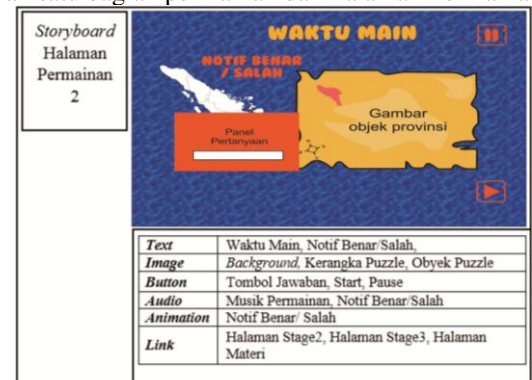 Storyboard
Halaman
Permainan
2
WAKTU MAIN
NOTIF BENAR
/ SALAH
Panel
Pertanyaan
Gambar
objek provinsi
Text Waktu Main, Notif Benar/Salah,
Image Background, Kerangka Puzzle, Obyek Puzzle
Button Tombol Jawaban, Start, Pause
Audio Musik Permainan, Notif Benar/Salah
Animation Notif Benar/ Salah
Link Halaman Stage2, Halaman Stage3, Halaman
Materi